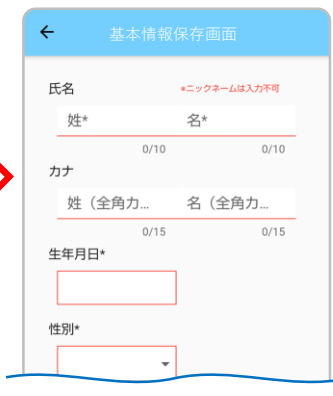 基本情報保存画面
氏名 *ニックネームは入力不可
姓* 名*
0/10 0/10
カナ
姓（全角カ... 名（全角カ...
0/15 0/15
生年月日*
性別*